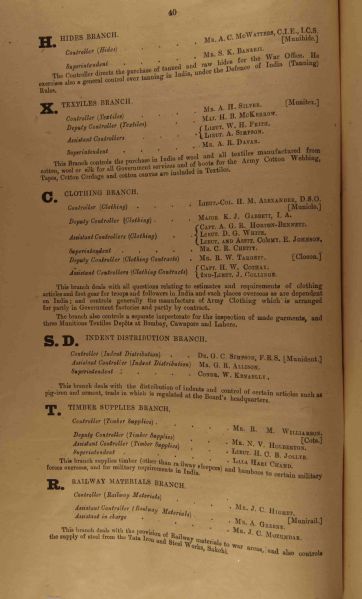 40
H. HIDES BRANCH.
Controller (Hides) . . . MR. A. C. MCWATTERS, C.I.E., I.C.S.
[Munihide.]
Superintendent . . . MR. S. K. BANERJI.
The Controller directs the purchase of tanned and raw hides for the War Office. He
exercises also a general control over tanning in India, under the Defence of India (Tanning)
Rules.
X. TEXTILES BRANCH. [Munitex.]
Controller (Textiles) . . . MR. A. H. SILVER.
Deputy Controller (Textiles) . . . MAJ. H. B. MCKERROW.
Assistant Controllers . . . { LIEUT. W. H. FRITH.
LIEUT. A. SIMPSON.
Superintendent . . . MR. A. R. DAVAR.
This Branch controls the purchase in India of wool and all textiles manufactured from
cotton, wool or silk for all Government services and of boots for the Army Cotton Webbing,
Tapes, Cotton Cordage and cotton canvas are included in Textiles.
C. CLOTHING BRANCH.
Controller (Clothing) . . . LIEUT.-COL. H. M. ALEXANDER, D.S.O.
[Municlo.]
Deputy Controller (Clothing) . . . MAJOR K. J. GABBETT, I. A.
Assistant Controllers (Clothing) . . . { CAPT. A. G. R. HORTON-BENNETT.
LIEUT. D. G. WHITE.
LIEUT. AND ASSTT. COMMY. E. JOHNSON.
Superintendent . . . MR. C. R. CHETTY.
Deputy Controller (Clothing Contracts) . MR. R. W. TARGETT. [Closon.]
Assistant Controllers (Clothing Contracts) { CAPT. H. W. COTHAY.
2ND-LIEUT. J. COLLINGE.
This branch deals with all questions relating to estimates and requirements of clothing
articles and foot gear for troops and followers in India and such places overseas as are dependent
on India; and controls generally the manufacture of Army Clothing which is arranged
for partly in Government factories and partly by contract.
The branch also controls a separate inspectorate for the inspection of made garments, and
three Munitions Textiles Depôts at Bombay, Cawnpore and Lahore.
S. D. INDENT DISTRIBUTION BRANCH.
Controller (Indent Distribution) . DR. G. C. SIMPSON, F.R.S. [Munident.]
Assistant Controller (Indent Distribution) MR. G. R. ALLISON.
Superintendent . . . CONDR. W. KENNELLY.
This branch deals with the distribution of indents and control of certain articles such as
pig-iron and cement, trade in which is regulated at the Board's headquarters.
T. TIMBER SUPPLIES BRANCH.
Controller (Timber Supplies) . . . MR. R. M. WILLIAMSON.
[Cots.]
Deputy Controller (Timber Supplies) . . . MR. N. V. HOLBERTON.
Assistant Controller (Timber Supplies) . . . LIEUT. H. C. B. JOLLYE.
Superintendent . . . LALA HARI CHAND.
This branch supplies timber (other than railway sleepers) and bamboos to certain military
forces overseas, and for military requirements in India.
R. RAILWAY MATERIALS BRANCH.
Controller (Railway Materials) . . . MR. J. C. HIGHET.
[Munirail.]
Assistant Controller (Railway Materials) . . . MR. A. GREENE.
Assistant in charge . . . MR. J. C. MOZUMDAR.
This branch deals with the provision of Railway materials to war areas, and also controls
the supply of steel from the Tata Iron and Steel Works, Sakchi.